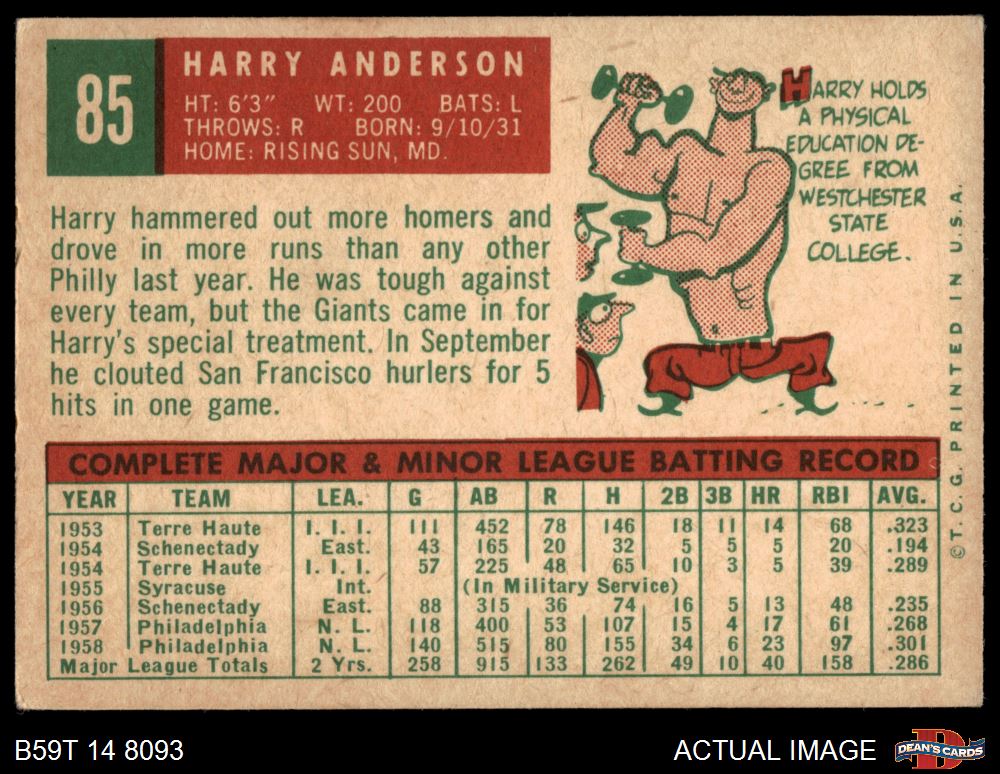 85
HARRY ANDERSON
HT: 6'3" WT: 200 BATS: L
THROWS: R BORN: 9/10/31
HOME: RISING SUN, MD.
Harry hammered out more homers and
drove in more runs than any other
Philly last year. He was tough against
every team, but the Giants came in for
Harry's special treatment. In September
he clouted San Francisco hurlers for 5
hits in one game.
HARRY HOLDS
A PHYSICAL
EDUCATION DE-
GREE FROM
WESTCHESTER
STATE
COLLEGE.
© T. C. G. PRINTED IN U.S.A.
COMPLETE MAJOR & MINOR LEAGUE BATTING RECORD
YEAR TEAM LEA. G AB R H 2B 3B HR RBI AVG.
1953 Terre Haute I. I. I. 111 452 78 146 18 11 14 68 .323
1954 Schenectady East. 43 165 20 32 5 5 5 20 .194
1954 Terre Haute I. I. I. 57 225 48 65 10 3 5 39 .289
1955 Syracuse Int. (In Military Service)
1956 Schenectady East. 88 315 36 74 16 5 13 48 .235
1957 Philadelphia N. L. 118 400 53 107 15 4 17 61 .268
1958 Philadelphia N. L. 140 515 80 155 34 6 23 97 .301
Major League Totals 2 Yrs. 258 915 133 262 49 10 40 158 .286
B59T 14 8093
ACTUAL IMAGE
D
DEAN'S CARDS